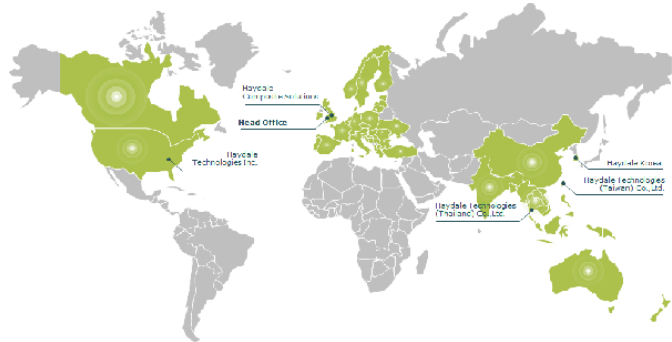 Haydale
Composite Solutions
Head Office
Haydale
Technologies Inc.
Haydale Korea
Haydale Technologies
(Taiwan) Co.,Ltd.
Haydale Technologies
(Thailand) Co.,Ltd.